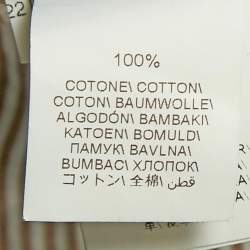 22
100%
COTONE\ COTTON\
COTON\ BAUMWOLLE\
ALGODÓN\ BAMBAKI\
KATOEN\ BOMULD\
ПАМУК\ BAVLNA\
BUMBAC\ ХЛОПОК\
コットン\ 全棉\ قطن\